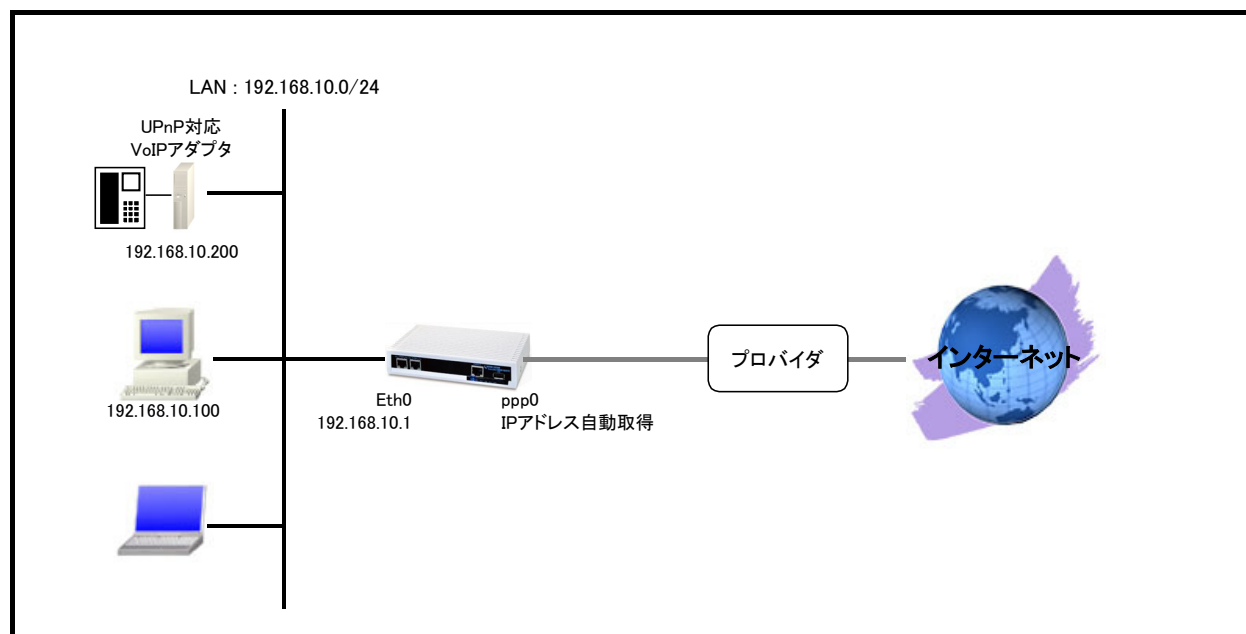 LAN : 192.168.10.0/24
UPnP対応
VoIPアダプタ
192.168.10.200
192.168.10.100
Eth0
192.168.10.1
ppp0
IPアドレス自動取得
プロバイダ
インターネット